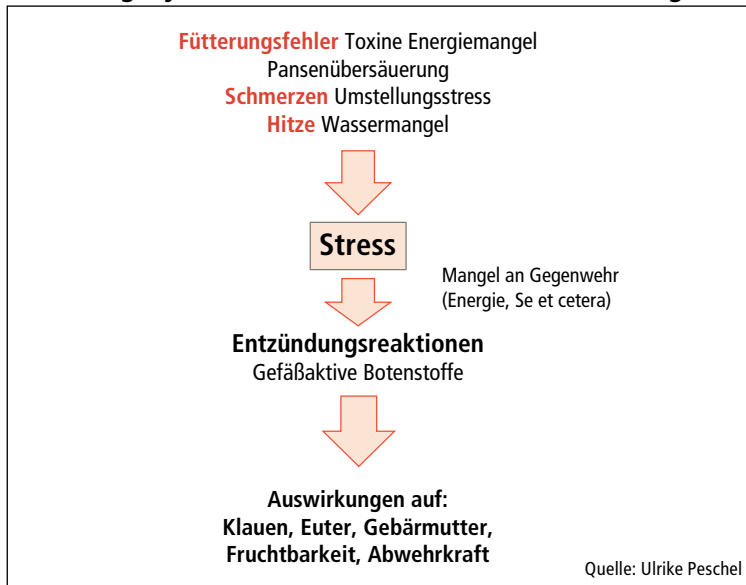 Fütterungsfehler Toxine Energiemangel
Pansenübersäuerung
Schmerzen Umstellungsstress
Hitze Wassermangel
Stress
Mangel an Gegenwehr
(Energie, Se et cetera)
Entzündungsreaktionen
Gefäßaktive Botenstoffe
Auswirkungen auf:
Klauen, Euter, Gebärmutter,
Fruchtbarkeit, Abwehrkraft
Quelle: Ulrike Peschel